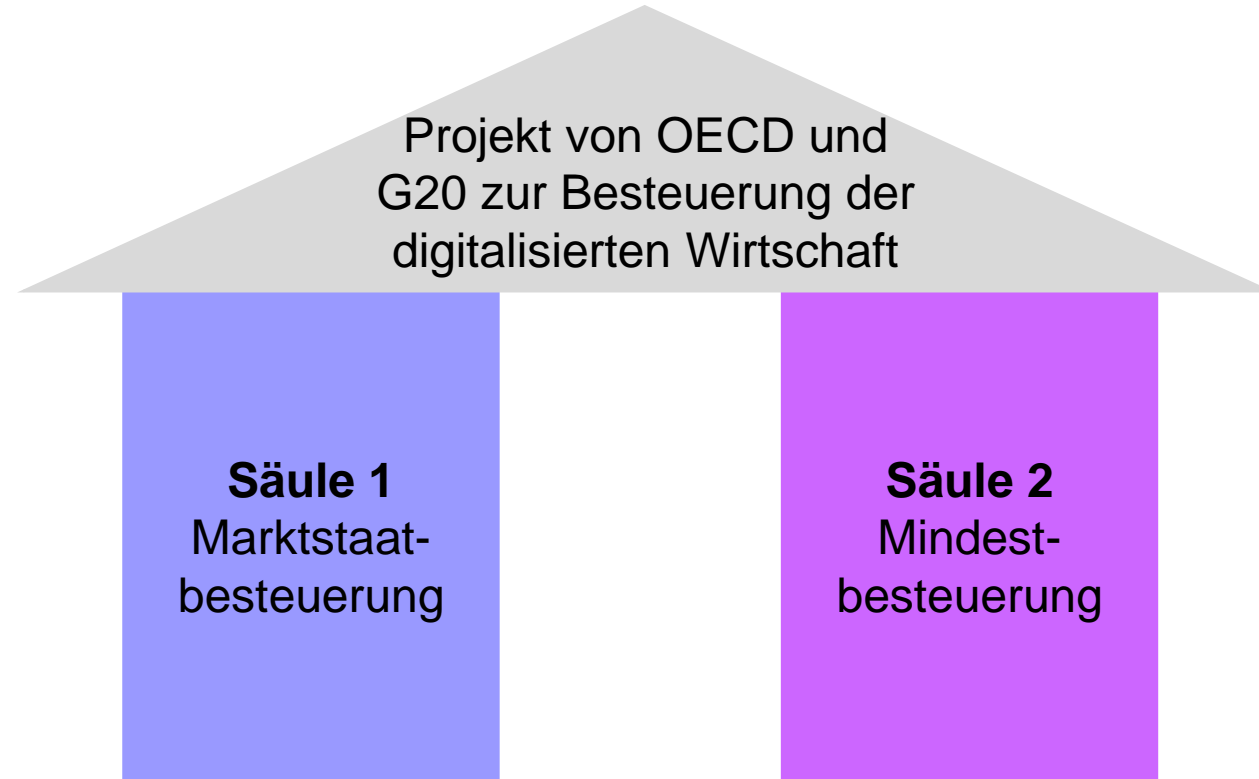 Projekt von OECD und
G20 zur Besteuerung der
digitalisierten Wirtschaft
Säule 1
Marktstaat-
besteuerung
Säule 2
Mindest-
besteuerung